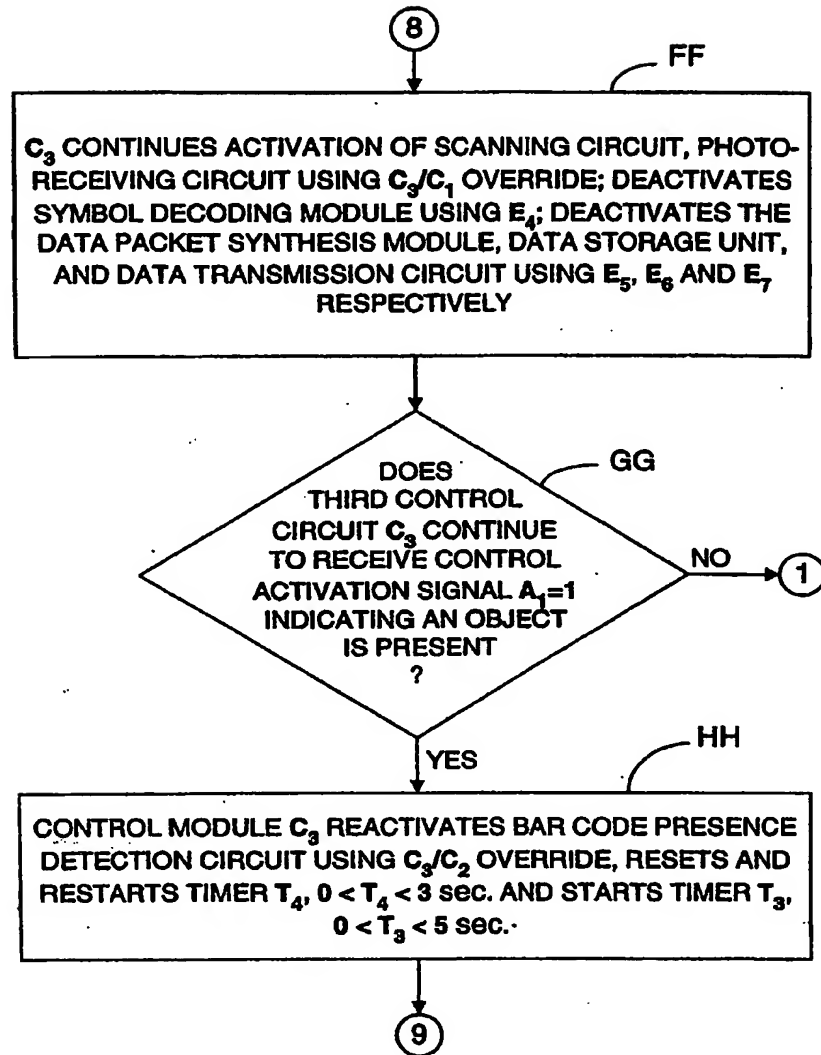 8
FF
C3 CONTINUES ACTIVATION OF SCANNING CIRCUIT, PHOTO-
RECEIVING CIRCUIT USING C3/C1 OVERRIDE; DEACTIVATES
SYMBOL DECODING MODULE USING E4; DEACTIVATES THE
DATA PACKET SYNTHESIS MODULE, DATA STORAGE UNIT,
AND DATA TRANSMISSION CIRCUIT USING E5, E6 AND E7
RESPECTIVELY
GG
DOES
THIRD CONTROL
CIRCUIT C3 CONTINUE
TO RECEIVE CONTROL
ACTIVATION SIGNAL A1=1
INDICATING AN OBJECT
IS PRESENT
?
NO
1
YES
HH
CONTROL MODULE C3 REACTIVATES BAR CODE PRESENCE
DETECTION CIRCUIT USING C3/C2 OVERRIDE, RESETS AND
RESTARTS TIMER T4, 0 < T4 < 3 sec. AND STARTS TIMER T3,
0 < T3 < 5 sec.
9